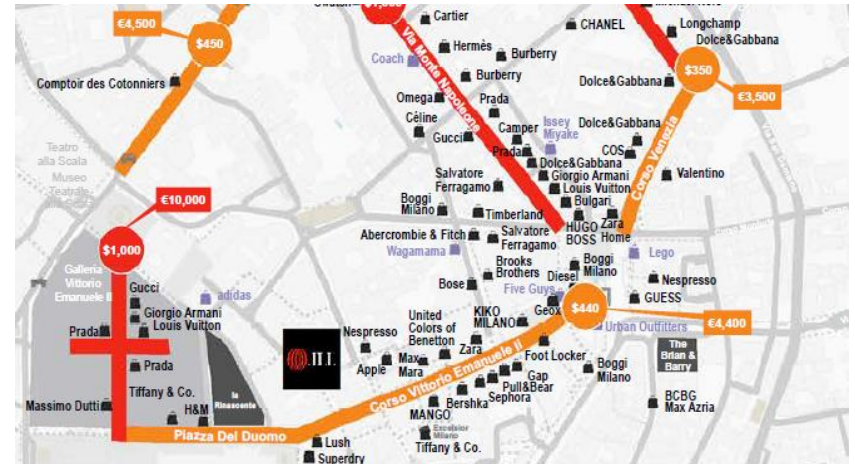 €4,500
$450
Cartier
CHANEL
Longchamp
Dolce&Gabbana
Hermès
Burberry
Coach
Burberry
$350
Dolce&Gabbana
€3,500
Comptoir des Cotonniers
Via Monte Napoleone
Omega
Prada
Céline
Gucci
Camper
Issey
Miyake
Dolce&Gabbana
Prada
COS
Corso Venezia
Teatro
alla Scala
Museo
Dolce&Gabbana
Giorgio Armani
Valentino
Salvatore
Ferragamo
Louis Vuitton
€10,000
Bulgari
Boggi
Milano
Timberland
HUGO
BOSS
Zara
Home
Abercrombie & Fitch
Salvatore
Ferragamo
$1,000
Wagamama
Lego
Galleria
Vittorio
Emanuele II
Brooks
Brothers
Boggi
Milano
Gucci
Bose
Diesel
Nespresso
adidas
Five Guys
GUESS
Giorgio Armani
Louis Vuitton
Geox
$440
€4,400
Prada
United
Colors of
Benetton
KIKO
MILANO
Urban Outfitters
Nespresso
Zara
The
Brian &
Barry
Apple
Max
Mara
Foot Locker
Prada
Corso Vittorio Emanuele II
Boggi
Milano
Tiffany & Co.
la
Rinascente
Gap
Pull&Bear
Sephora
Bershka
Massimo Dutti
H&M
MANGO
BCBG
Max Azria
Piazza Del Duomo
Excelsior
Milano
Lush
Tiffany & Co.
Superdry